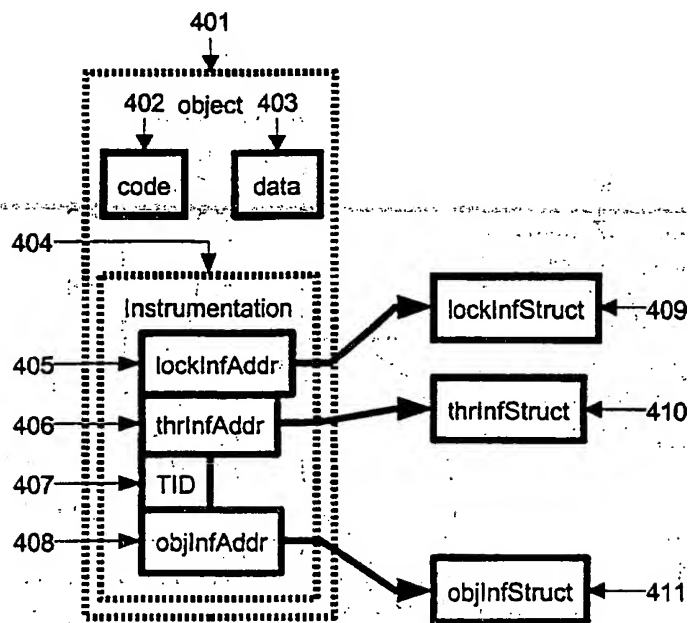 401
402 object 403
code data
404
Instrumentation
405 lockInfAddr lockInfStruct 409
406 thrInfAddr thrInfStruct 410
407 TID
408 objInfAddr objInfStruct 411